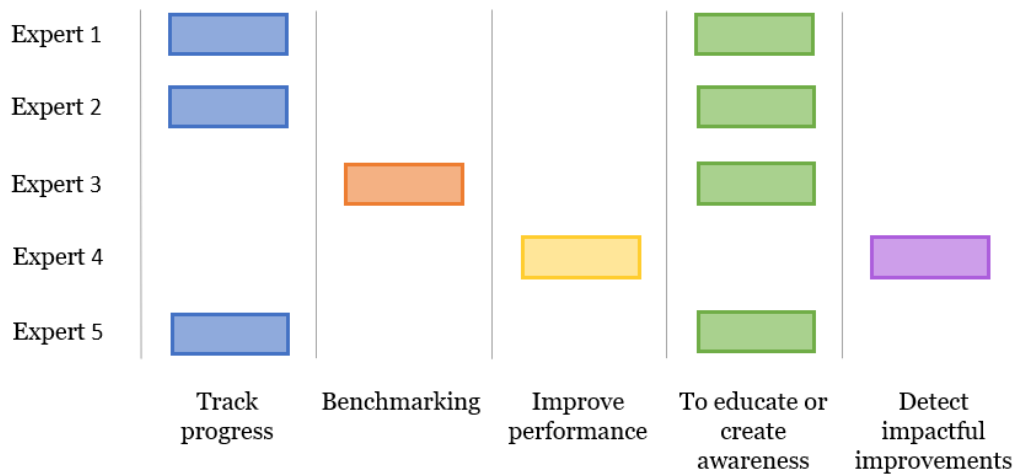 Expert 1
Expert 2
Expert 3
Expert 4
Expert 5
Track
progress
Benchmarking
Improve
performance
To educate or
create
awareness
Detect
impactful
improvements